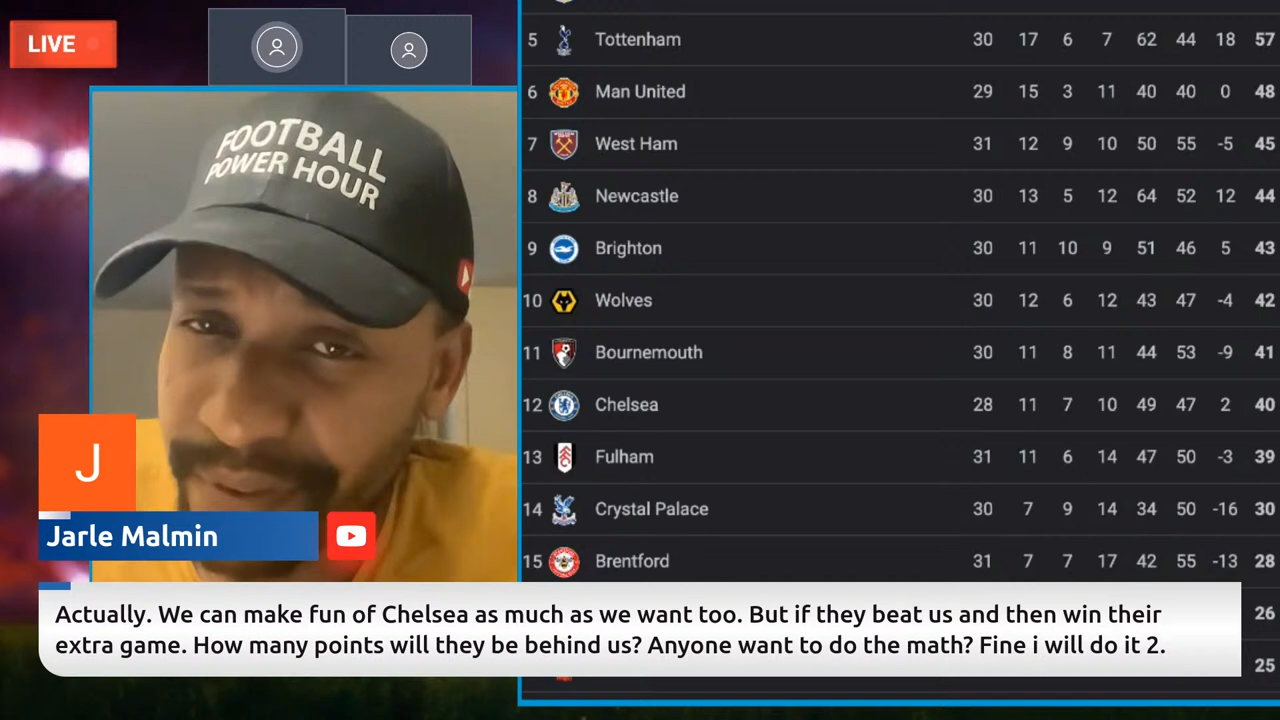 LIVE
FOOTBALL
POWER HOUR
5 Tottenham 30 17 6 7 62 44 18 57
6 Man United 29 15 3 11 40 40 0 48
7 West Ham 31 12 9 10 50 55 -5 45
8 Newcastle 30 13 5 12 64 52 12 44
9 Brighton 30 11 10 9 51 46 5 43
10 Wolves 30 12 6 12 43 47 -4 42
11 Bournemouth 30 11 8 11 44 53 -9 41
12 Chelsea 28 11 7 10 49 47 2 40
13 Fulham 31 11 6 14 47 50 -3 39
14 Crystal Palace 30 7 9 14 34 50 -16 30
15 Brentford 31 7 7 17 42 55 -13 28
26
25
J
Jarle Malmin
Actually. We can make fun of Chelsea as much as we want too. But if they beat us and then win their
extra game. How many points will they be behind us? Anyone want to do the math? Fine i will do it 2.